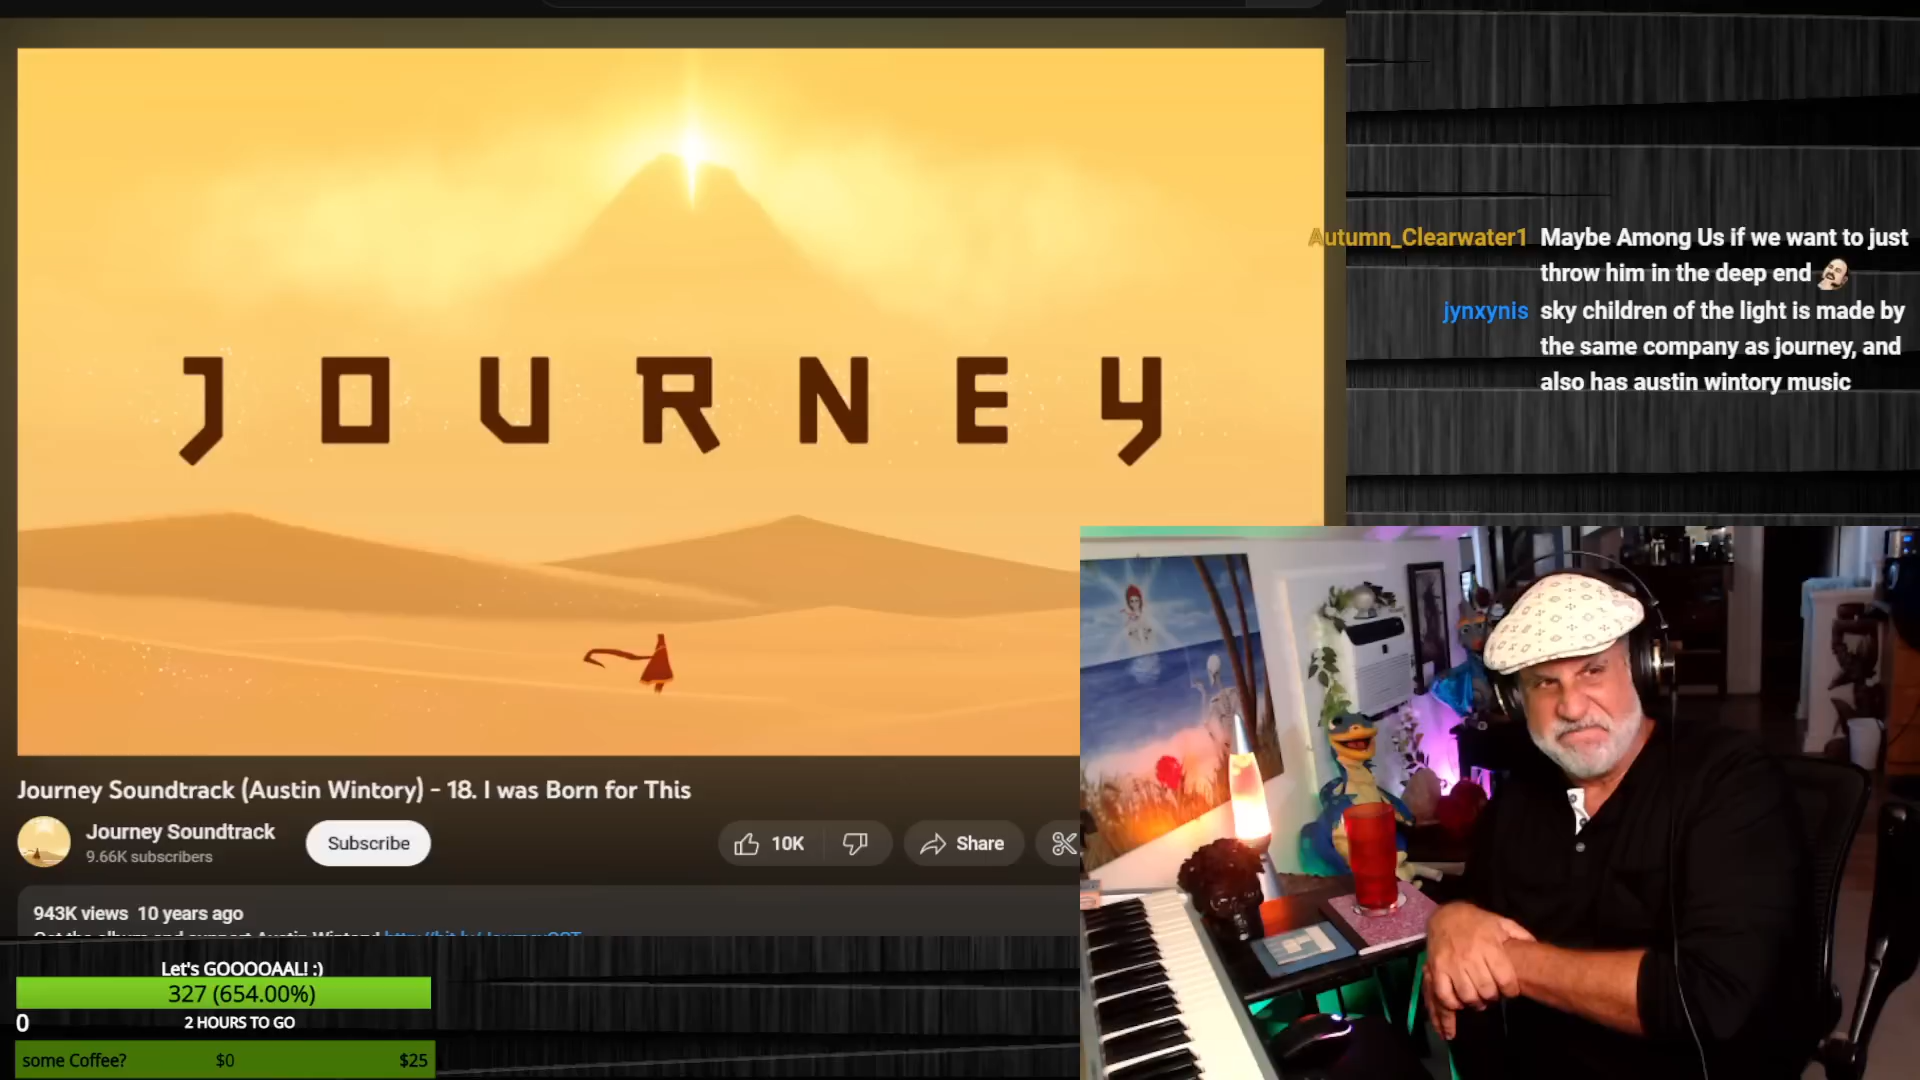 JOURNEY
Autumn_Clearwater1 Maybe Among Us if we want to just
throw him in the deep end
jynxynis sky children of the light is made by
the same company as journey, and
also has austin wintory music
Journey Soundtrack (Austin Wintory) - 18. I was Born for This
Journey Soundtrack
9.66K subscribers
Subscribe
10K
Share
943K views 10 years ago
Let's GOOOOAAL! :)
327 (654.00%)
0
2 HOURS TO GO
some Coffee? $0 $25